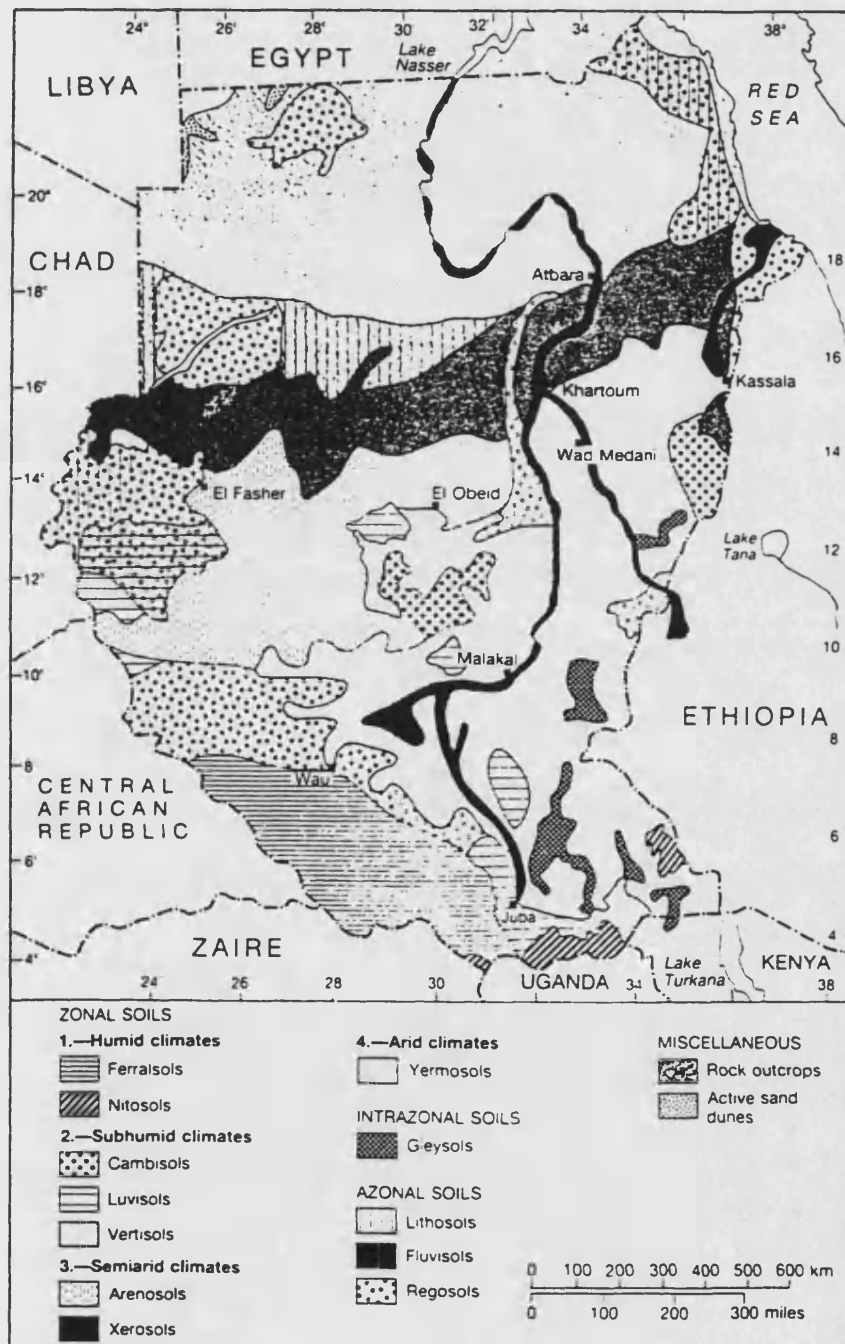 24° 26° 28° 30 32° 34 38°
EGYPT
Lake
Nasser
LIBYA
RED
SEA
20°
CHAD
Atbara
18
18°
16
16°
Khartoum
Kassala
Wad Medani
14
14°
El Fasher
El Obeid
Lake
Tana
12
12°
10
10°
Malakal
ETHIOPIA
8
8°
CENTRAL
AFRICAN
REPUBLIC
Wau
6
6°
Juba
4
ZAIRE
4°
UGANDA
Lake
Turkana
KENYA
24 26 28 30 32 34 36 38
ZONAL SOILS
1.—Humid climates
Ferralsols
Nitosols
2.—Subhumid climates
Cambisols
Luvisols
Vertisols
3.—Semiarid climates
Arenosols
Xerosols
4.—Arid climates
Yermosols
INTRAZONAL SOILS
Gleysols
AZONAL SOILS
Lithosols
Fluvisols
Regosols
MISCELLANEOUS
Rock outcrops
Active sand
dunes
0 100 200 300 400 500 600 km
0 100 200 300 miles